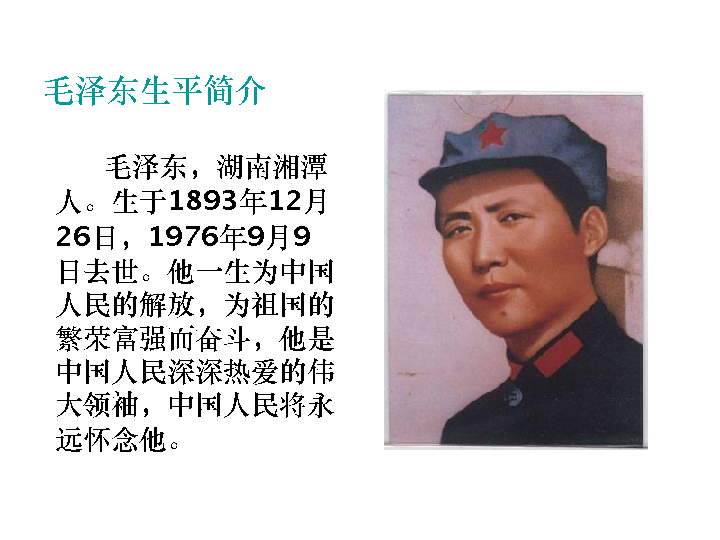 毛泽东生平简介
毛泽东，湖南湘潭
人。生于1893年12月
26日，1976年9月9
日去世。他一生为中国
人民的解放，为祖国的
繁荣富强而奋斗，他是
中国人民深深热爱的伟
大领袖，中国人民将永
远怀念他。